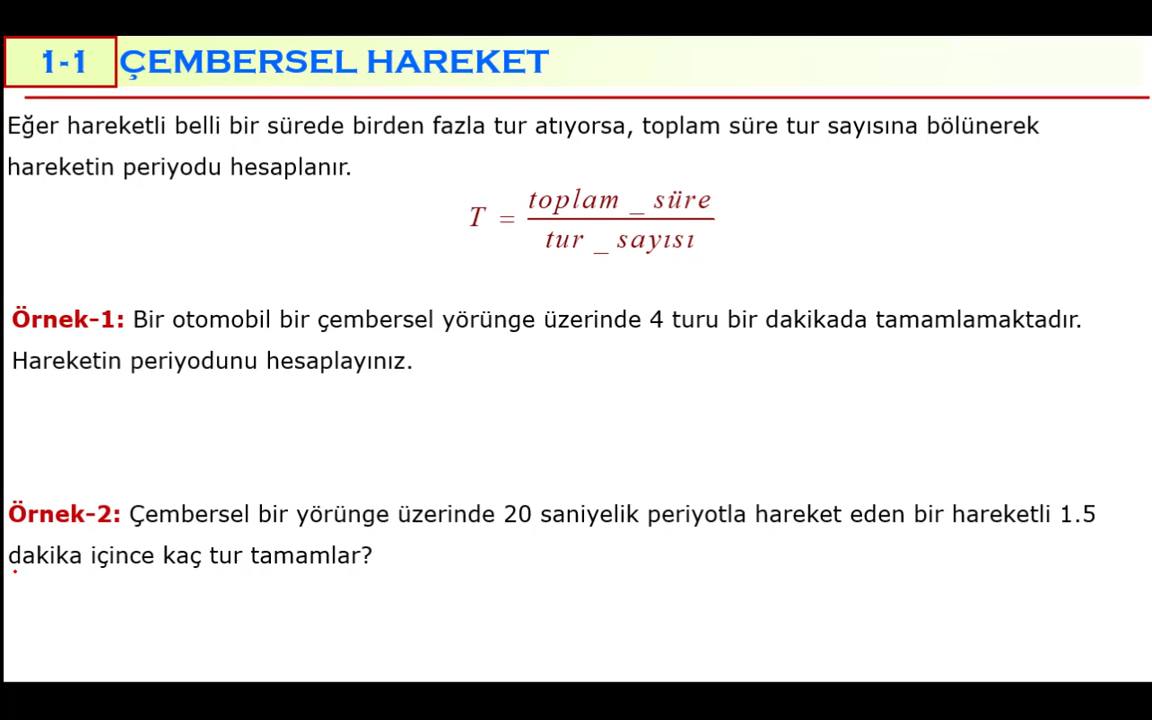 1-1 ÇEMBERSEL HAREKET
Eğer hareketli belli bir sürede birden fazla tur atıyorsa, toplam süre tur sayısına bölünerek
hareketin periyodu hesaplanır.
T = toplam _ süre / tur _ sayısı
Örnek-1: Bir otomobil bir çembersel yörünge üzerinde 4 turu bir dakikada tamamlamaktadır.
Hareketin periyodunu hesaplayınız.
Örnek-2: Çembersel bir yörünge üzerinde 20 saniyelik periyotla hareket eden bir hareketli 1.5
dakika içince kaç tur tamamlar?